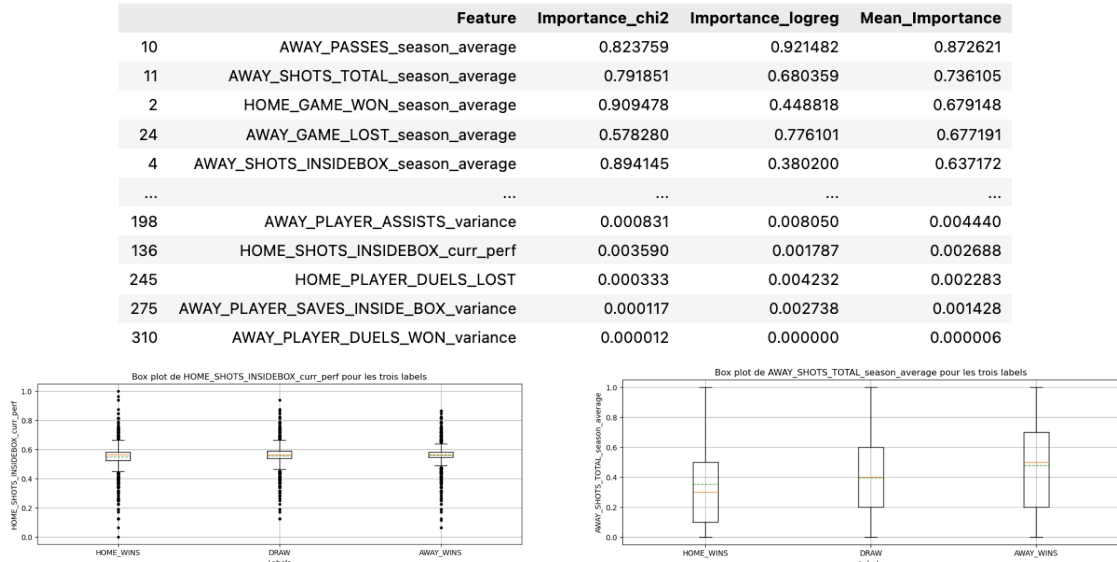 Feature Importance_chi2 Importance_logreg Mean_Importance
10 AWAY_PASSES_season_average 0.823759 0.921482 0.872621
11 AWAY_SHOTS_TOTAL_season_average 0.791851 0.680359 0.736105
2 HOME_GAME_WON_season_average 0.909478 0.448818 0.679148
24 AWAY_GAME_LOST_season_average 0.578280 0.776101 0.677191
4 AWAY_SHOTS_INSIDEBOX_season_average 0.894145 0.380200 0.637172
... ... ... ... ...
198 AWAY_PLAYER_ASSISTS_variance 0.000831 0.008050 0.004440
136 HOME_SHOTS_INSIDEBOX_curr_perf 0.003590 0.001787 0.002688
245 HOME_PLAYER_DUELS_LOST 0.000333 0.004232 0.002283
275 AWAY_PLAYER_SAVES_INSIDE_BOX_variance 0.000117 0.002738 0.001428
310 AWAY_PLAYER_DUELS_WON_variance 0.000012 0.000000 0.000006
Box plot de HOME_SHOTS_INSIDEBOX_curr_perf pour les trois labels
HOME_SHOTS_INSIDEBOX_curr_perf
1.0
0.8
0.6
0.4
0.2
0.0
HOME_WINS DRAW AWAY_WINS
Box plot de AWAY_SHOTS_TOTAL_season_average pour les trois labels
AWAY_SHOTS_TOTAL_season_average
1.0
0.8
0.6
0.4
0.2
0.0
HOME_WINS DRAW AWAY_WINS